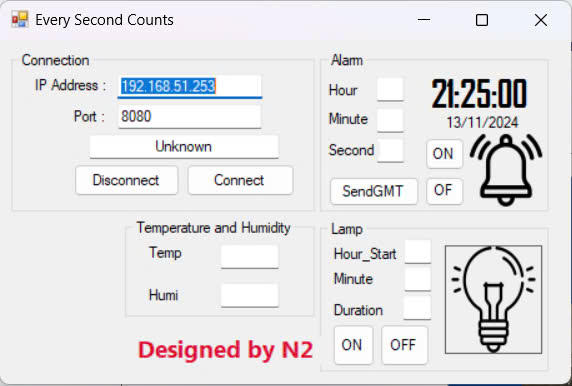 Every Second Counts
Connection
IP Address :
192.168.51.253
Port :
8080
Unknown
Disconnect
Connect
Alarm
Hour
Minute
Second
21:25:00
13/11/2024
ON
SendGMT
OF
Temperature and Humidity
Temp
Humi
Lamp
Hour_Start
Minute
Duration
ON
OFF
Designed by N2